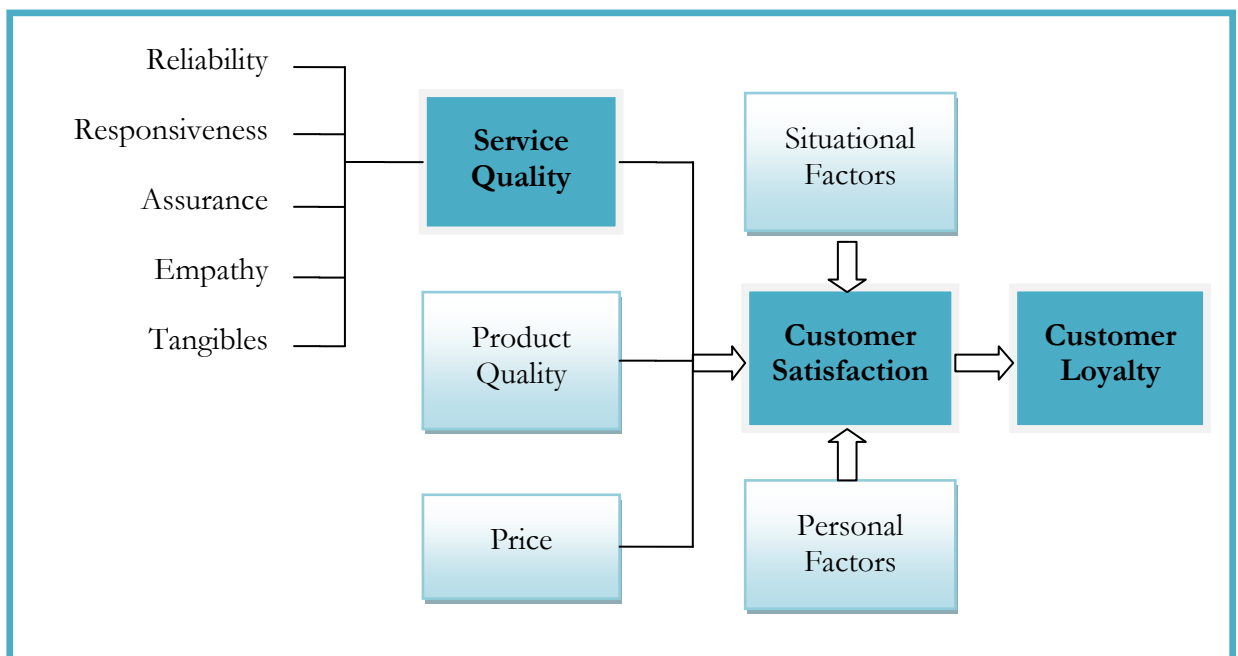 Reliability
Responsiveness
Assurance
Empathy
Tangibles
Service
Quality
Product
Quality
Price
Situational
Factors
Customer
Satisfaction
Personal
Factors
Customer
Loyalty